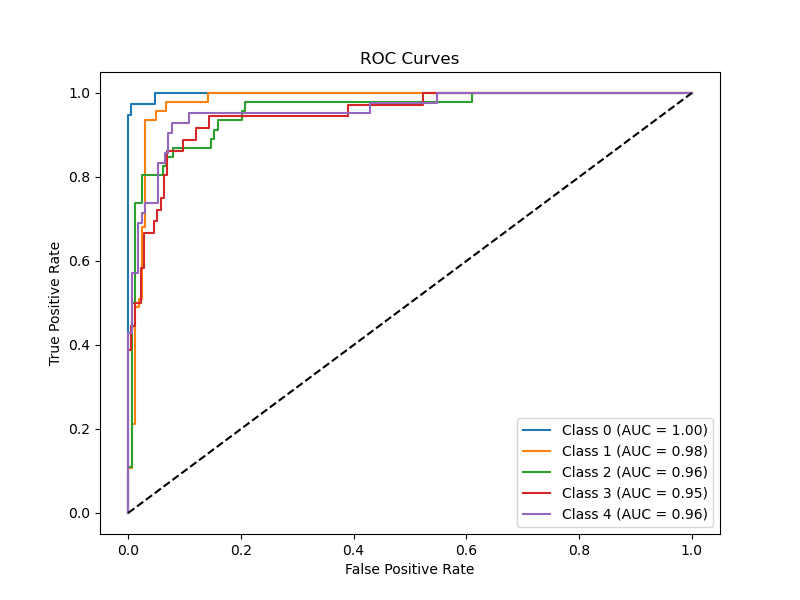 ROC Curves
True Positive Rate
1.0
0.8
0.6
0.4
0.2
0.0
Class 0 (AUC = 1.00)
Class 1 (AUC = 0.98)
Class 2 (AUC = 0.96)
Class 3 (AUC = 0.95)
Class 4 (AUC = 0.96)
0.0 0.2 0.4 0.6 0.8 1.0
False Positive Rate